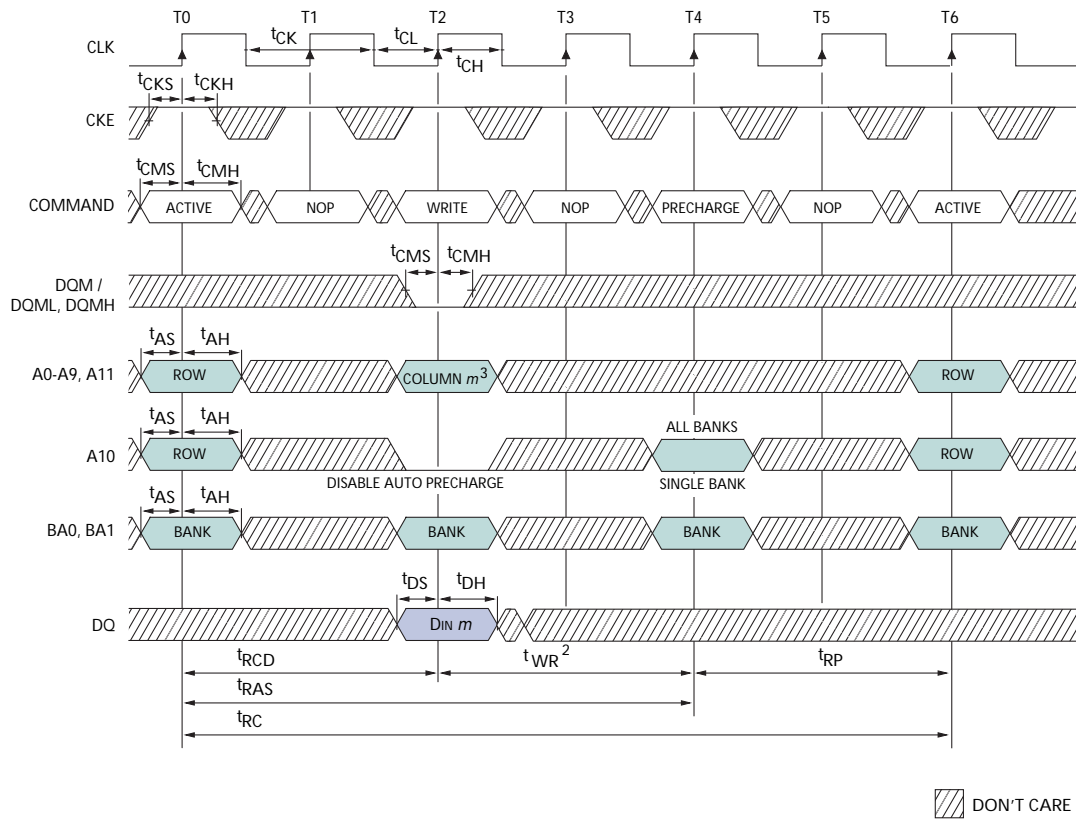 T0 T1 T2 T3 T4 T5 T6
CLK
tCK tCL
tCH
tCKS tCKH
CKE
tCMS tCMH
COMMAND ACTIVE NOP WRITE NOP PRECHARGE NOP ACTIVE
tCMS tCMH
DQM /
DQML, DQMH
tAS tAH
A0-A9, A11 ROW COLUMN m3 ROW
tAS tAH
ALL BANKS
A10 ROW ROW
DISABLE AUTO PRECHARGE SINGLE BANK
tAS tAH
BA0, BA1 BANK BANK BANK BANK
tDS tDH
DQ DIN m
tRCD tWR2 tRP
tRAS
tRC
DON'T CARE